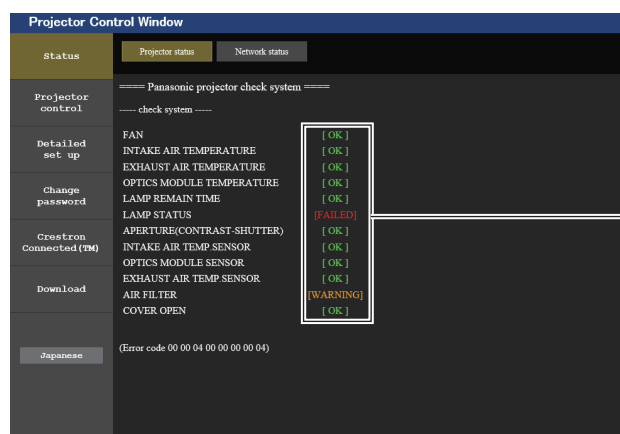 Projector Control Window
Status
Projector status
Network status
Projector
control
Detailed
set up
Change
password
Crestron
Connected(TM)
Download
Japanese
==== Panasonic projector check system ====
----- check system -----
FAN [ OK ]
INTAKE AIR TEMPERATURE [ OK ]
EXHAUST AIR TEMPERATURE [ OK ]
OPTICS MODULE TEMPERATURE [ OK ]
LAMP REMAIN TIME [ OK ]
LAMP STATUS [FAILED]
APERTURE(CONTRAST-SHUTTER) [ OK ]
INTAKE AIR TEMP.SENSOR [ OK ]
OPTICS MODULE SENSOR [ OK ]
EXHAUST AIR TEMP.SENSOR [ OK ]
AIR FILTER [WARNING]
COVER OPEN [ OK ]
(Error code 00 00 04 00 00 00 00 04)